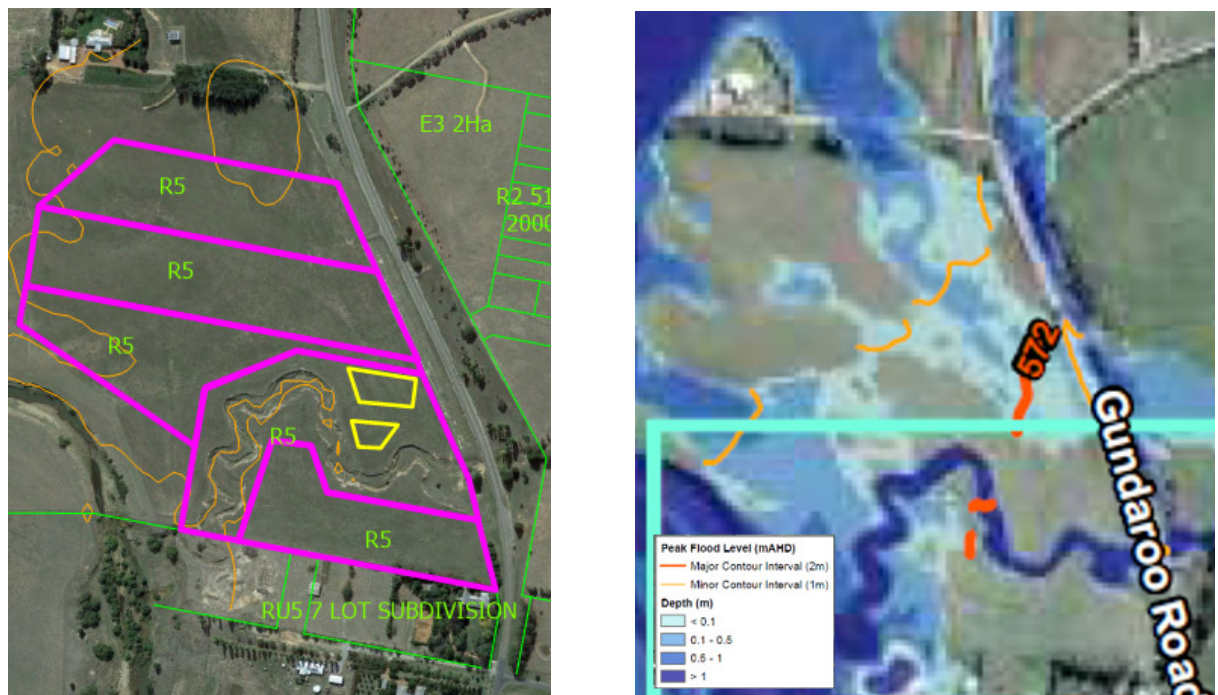 E3 2Ha
R5
R2 51
2000
R5
R5
R5
R5
RU5 7 LOT SUBDIVISION
572
Gundaroo Road
Peak Flood Level (mAHD)
Major Contour Interval (2m)
Minor Contour Interval (1m)
Depth (m)
< 0.1
0.1 - 0.5
0.5 - 1
> 1